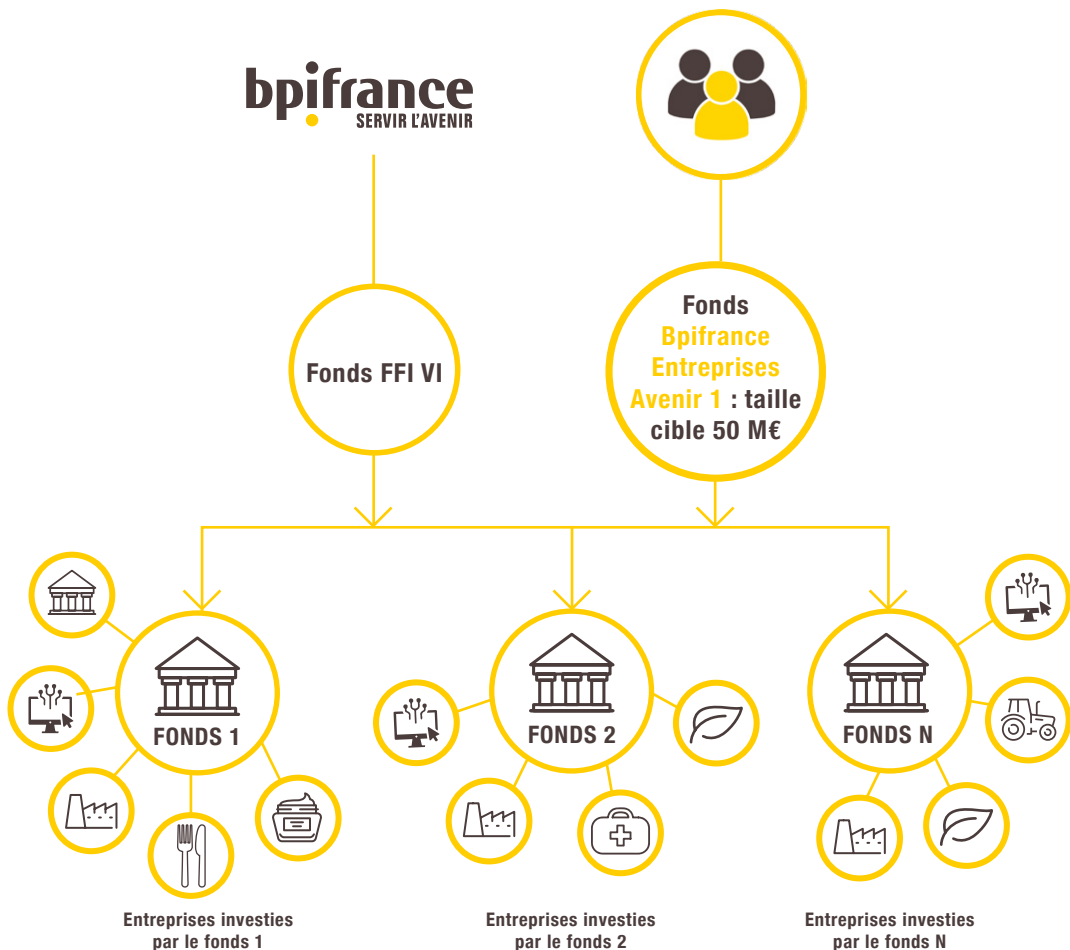 bpifrance
SERVIR L'AVENIR
Fonds FFI VI
Fonds
Bpifrance
Entreprises
Avenir 1 : taille
cible 50 M€
FONDS 1
FONDS 2
FONDS N
Entreprises investies
par le fonds 1
Entreprises investies
par le fonds 2
Entreprises investies
par le fonds N